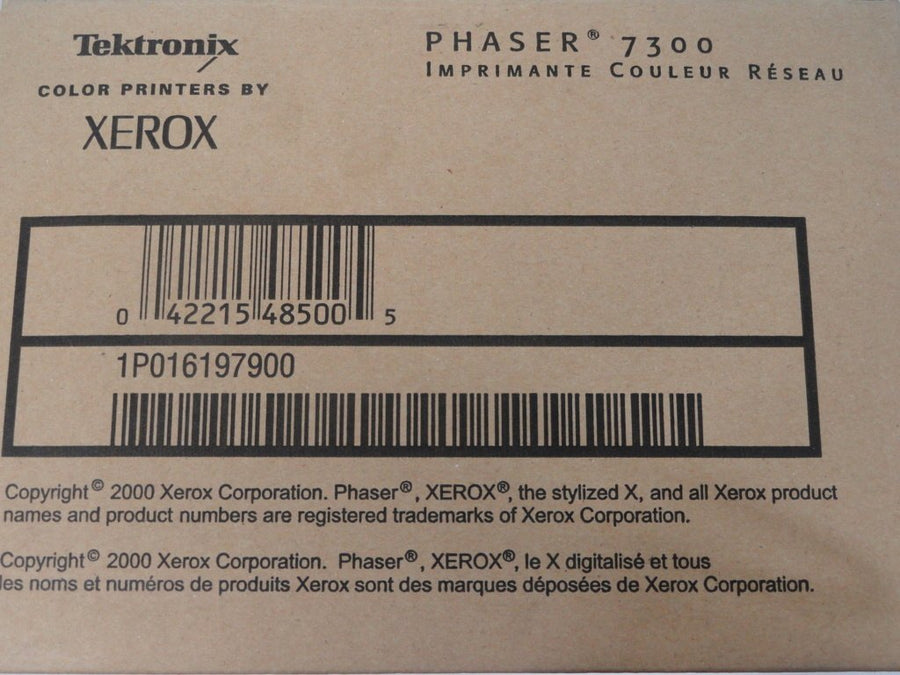 Tektronix
COLOR PRINTERS BY
XEROX
PHASER® 7300
IMPRIMANTE COULEUR RÉSEAU
0 42215 48500 5
1P016197900
Copyright© 2000 Xerox Corporation. Phaser®, XEROX®, the stylized X, and all Xerox product
names and product numbers are registered trademarks of Xerox Corporation.
Copyright© 2000 Xerox Corporation. Phaser®, XEROX®, le X digitalisé et tous
les noms et numéros de produits Xerox sont des marques déposées de Xerox Corporation.